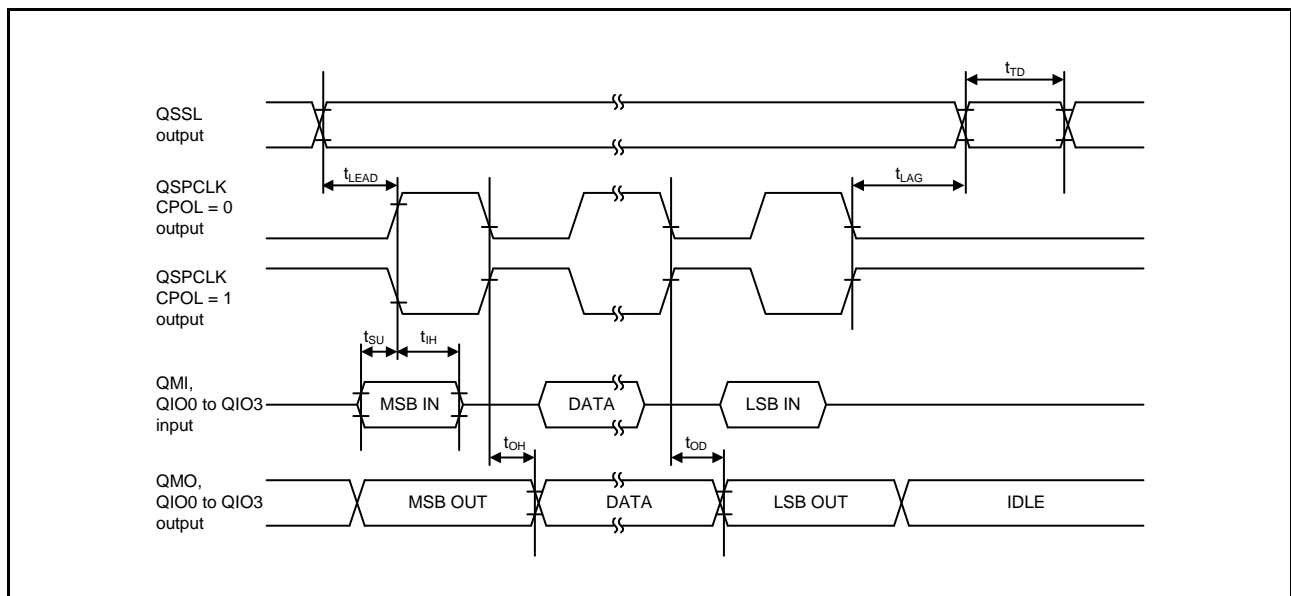 tTD
QSSL
output
tLEAD
tLAG
QSPCLK
CPOL = 0
output
QSPCLK
CPOL = 1
output
tSU
tIH
QMI,
QIO0 to QIO3
input
MSB IN
DATA
LSB IN
tOH
tOD
QMO,
QIO0 to QIO3
output
MSB OUT
DATA
LSB OUT
IDLE